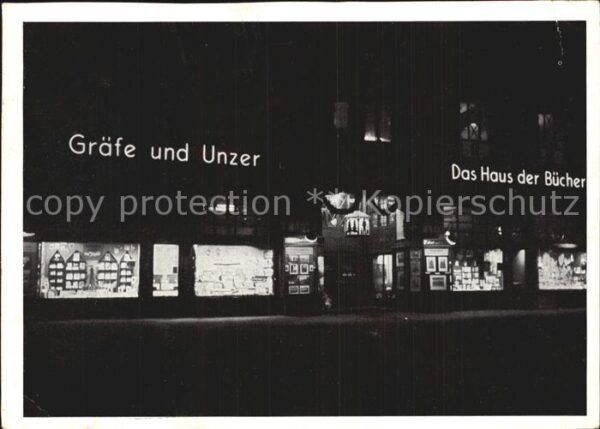 Gräfe und Unzer
Das Haus der Bücher
copy protection ** Kopierschutz